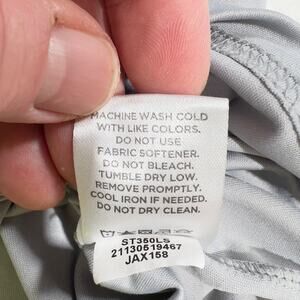 MACHINE WASH COLD
WITH LIKE COLORS.
DO NOT USE
FABRIC SOFTENER.
DO NOT BLEACH.
TUMBLE DRY LOW.
REMOVE PROMPTLY.
COOL IRON IF NEEDED.
DO NOT DRY CLEAN.
ST350LS
21130519467
JAX158